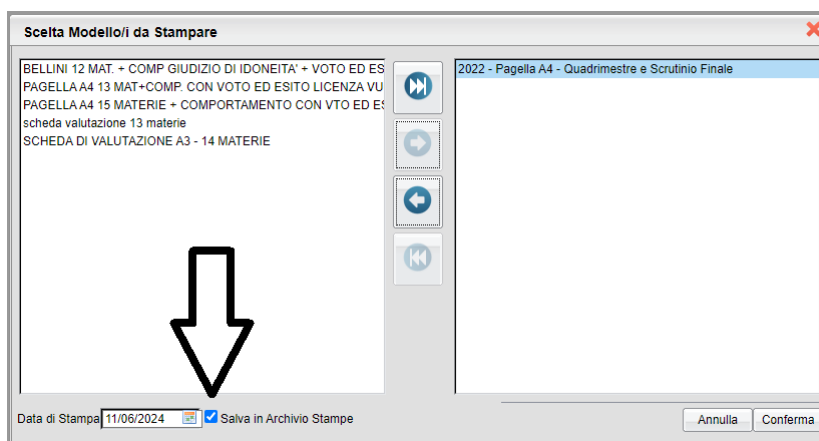 Scelta Modello/i da Stampare
BELLINI 12 MAT. + COMP GIUDIZIO DI IDONEITA' + VOTO ED ES
PAGELLA A4 13 MAT+COMP. CON VOTO ED ESITO LICENZA VU
PAGELLA A4 15 MATERIE + COMPORTAMENTO CON VTO ED ES
scheda valutazione 13 materie
SCHEDA DI VALUTAZIONE A3 - 14 MATERIE
2022 - Pagella A4 - Quadrimestre e Scrutinio Finale
Data di Stampa 11/06/2024 Salva in Archivio Stampe
Annulla Conferma